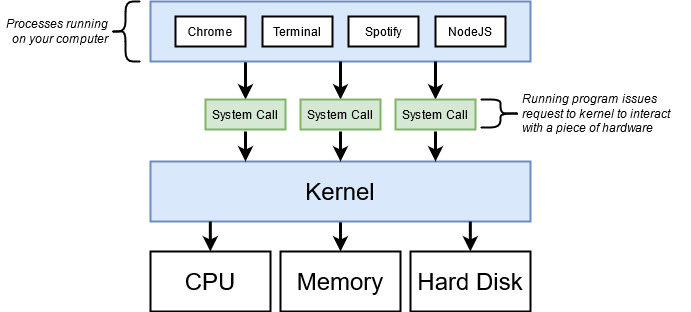 Processes running
on your computer
Chrome
Terminal
Spotify
NodeJS
System Call
System Call
System Call
Running program issues
request to kernel to interact
with a piece of hardware
Kernel
CPU
Memory
Hard Disk